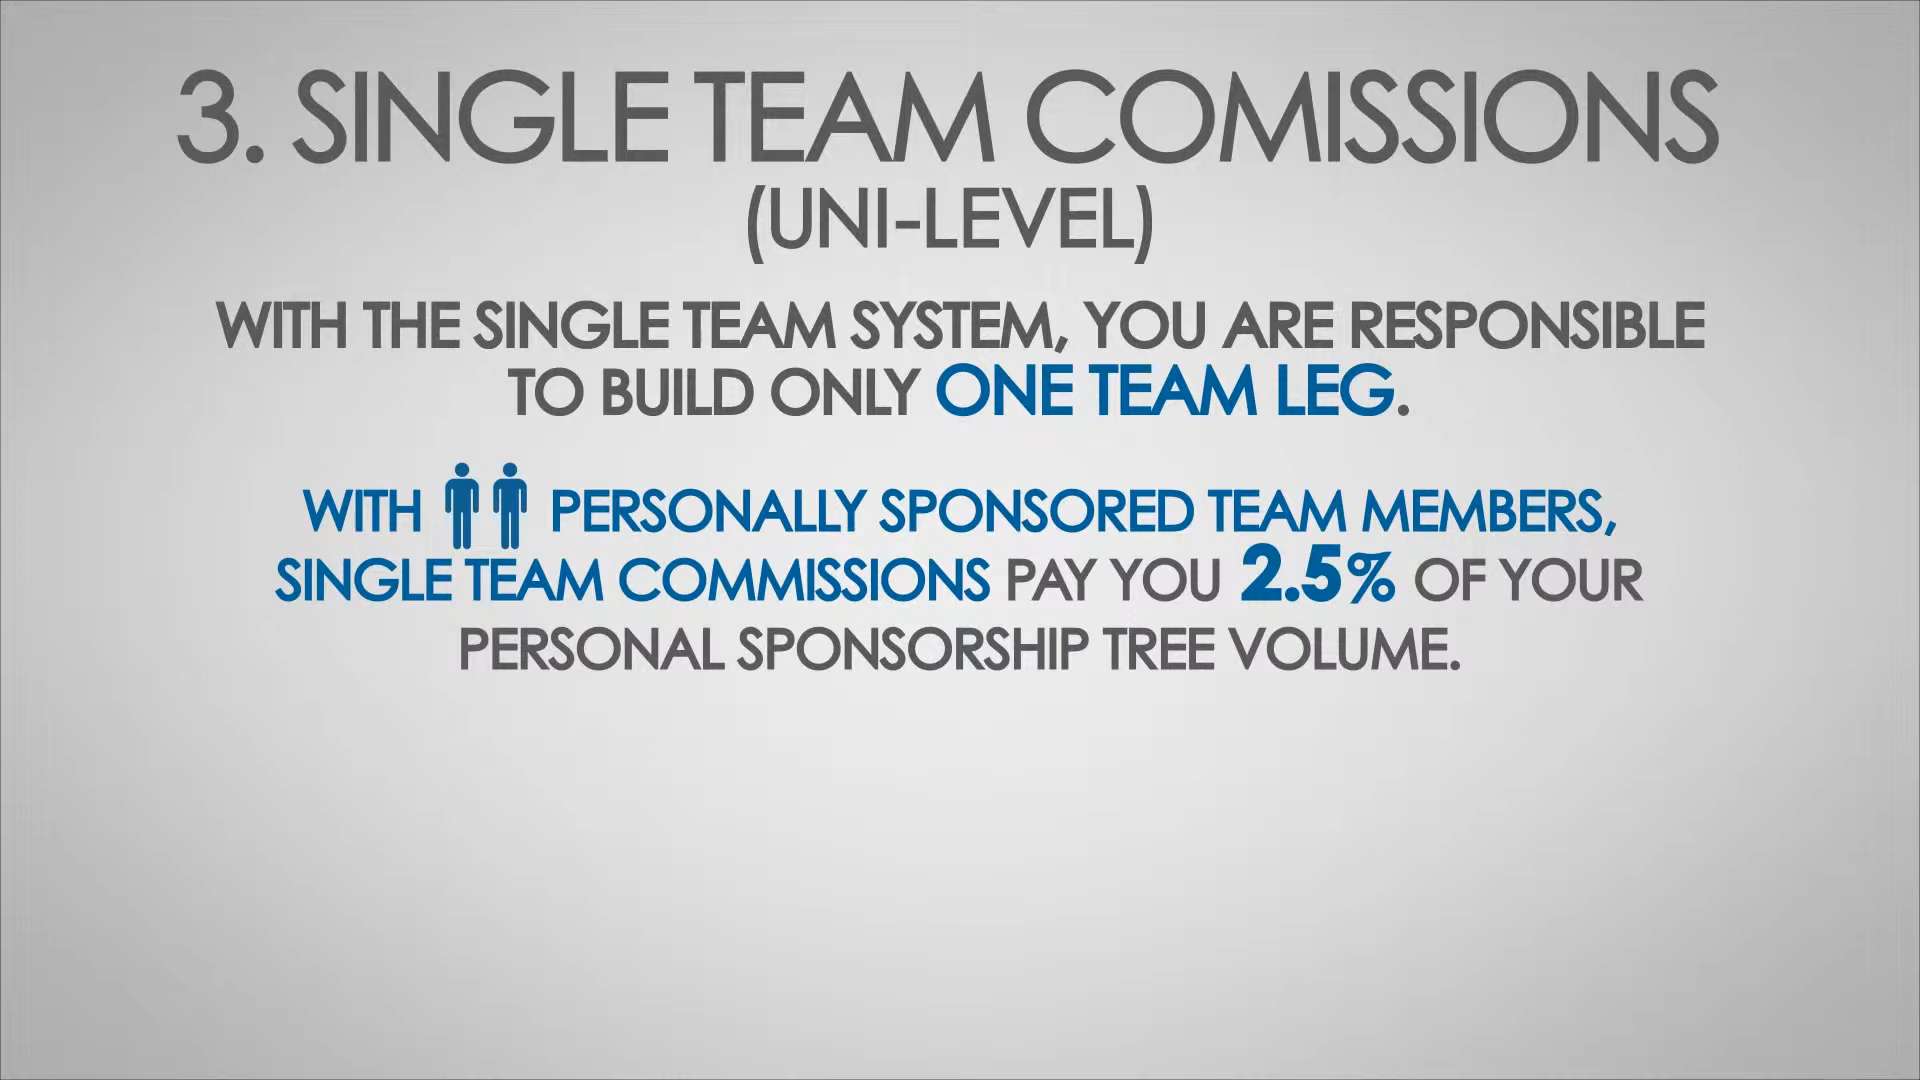 3. SINGLE TEAM COMISSIONS
(UNI-LEVEL)
WITH THE SINGLE TEAM SYSTEM, YOU ARE RESPONSIBLE
TO BUILD ONLY ONE TEAM LEG.
WITH PERSONALLY SPONSORED TEAM MEMBERS,
SINGLE TEAM COMMISSIONS PAY YOU 2.5% OF YOUR
PERSONAL SPONSORSHIP TREE VOLUME.